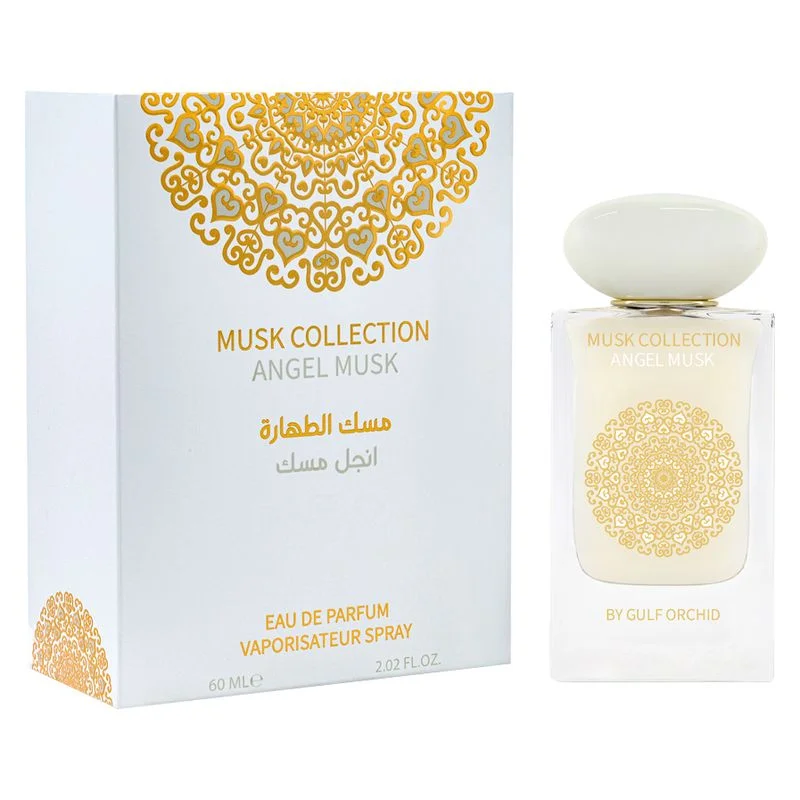 MUSK COLLECTION
ANGEL MUSK
مسك الطهارة
انجل مسك
EAU DE PARFUM
VAPORISATEUR SPRAY
60 ML℮
2.02 FL.OZ.
MUSK COLLECTION
ANGEL MUSK
BY GULF ORCHID